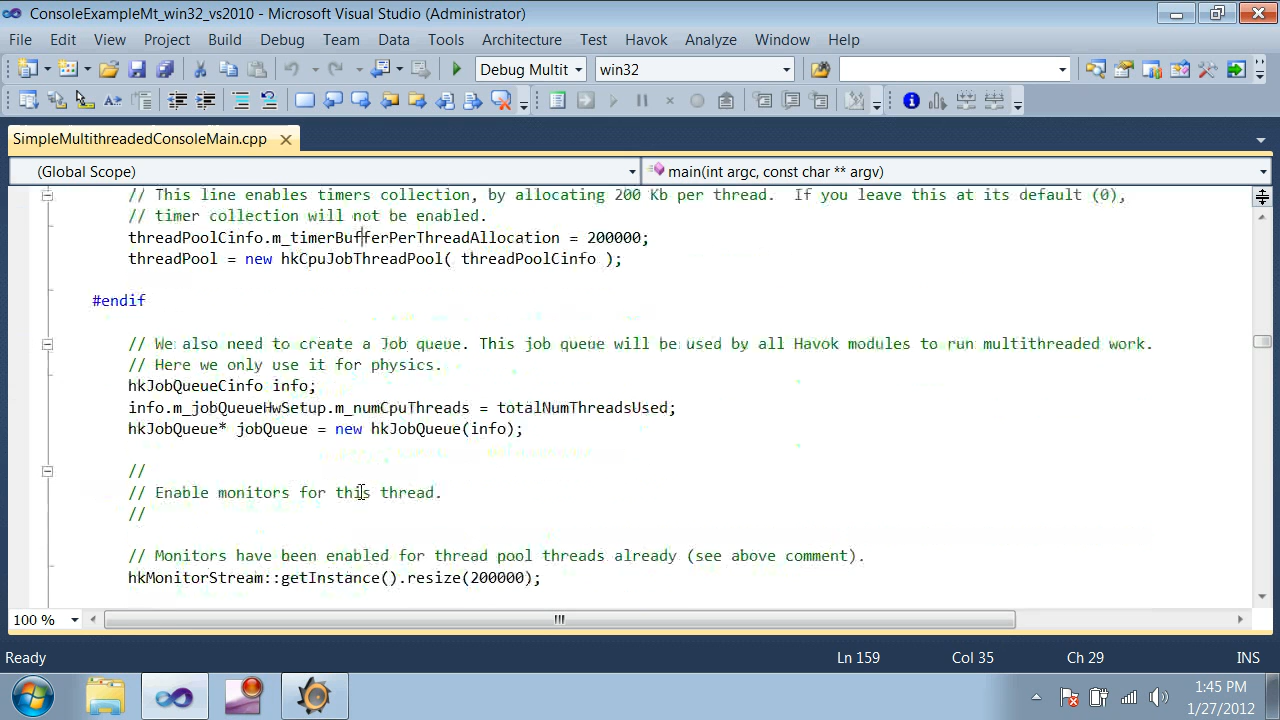 ConsoleExampleMt_win32_vs2010 - Microsoft Visual Studio (Administrator)
File Edit View Project Build Debug Team Data Tools Architecture Test Havok Analyze Window Help
Debug Multit win32
SimpleMultithreadedConsoleMain.cpp
(Global Scope) main(int argc, const char ** argv)
// This line enables timers collection, by allocating 200 Kb per thread.  If you leave this at its default (0),
// timer collection will not be enabled.
threadPoolCinfo.m_timerBufferPerThreadAllocation = 200000;
threadPool = new hkCpuJobThreadPool( threadPoolCinfo );
#endif
// We also need to create a Job queue. This job queue will be used by all Havok modules to run multithreaded work.
// Here we only use it for physics.
hkJobQueueCinfo info;
info.m_jobQueueHwSetup.m_numCpuThreads = totalNumThreadsUsed;
hkJobQueue* jobQueue = new hkJobQueue(info);
//
// Enable monitors for this thread.
//
// Monitors have been enabled for thread pool threads already (see above comment).
hkMonitorStream::getInstance().resize(200000);
100 %
Ready Ln 159 Col 35 Ch 29 INS
1:45 PM
1/27/2012